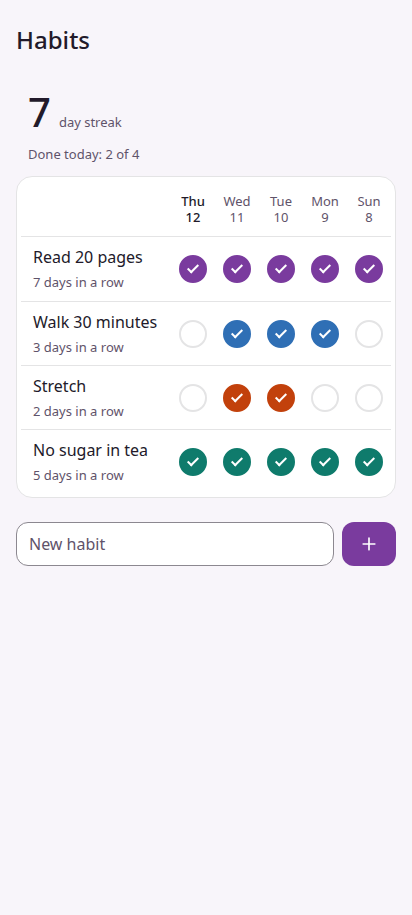 Habits
7 day streak
Done today: 2 of 4
Thu Wed Tue Mon Sun
12 11 10 9 8
Read 20 pages
7 days in a row
Walk 30 minutes
3 days in a row
Stretch
2 days in a row
No sugar in tea
5 days in a row
New habit